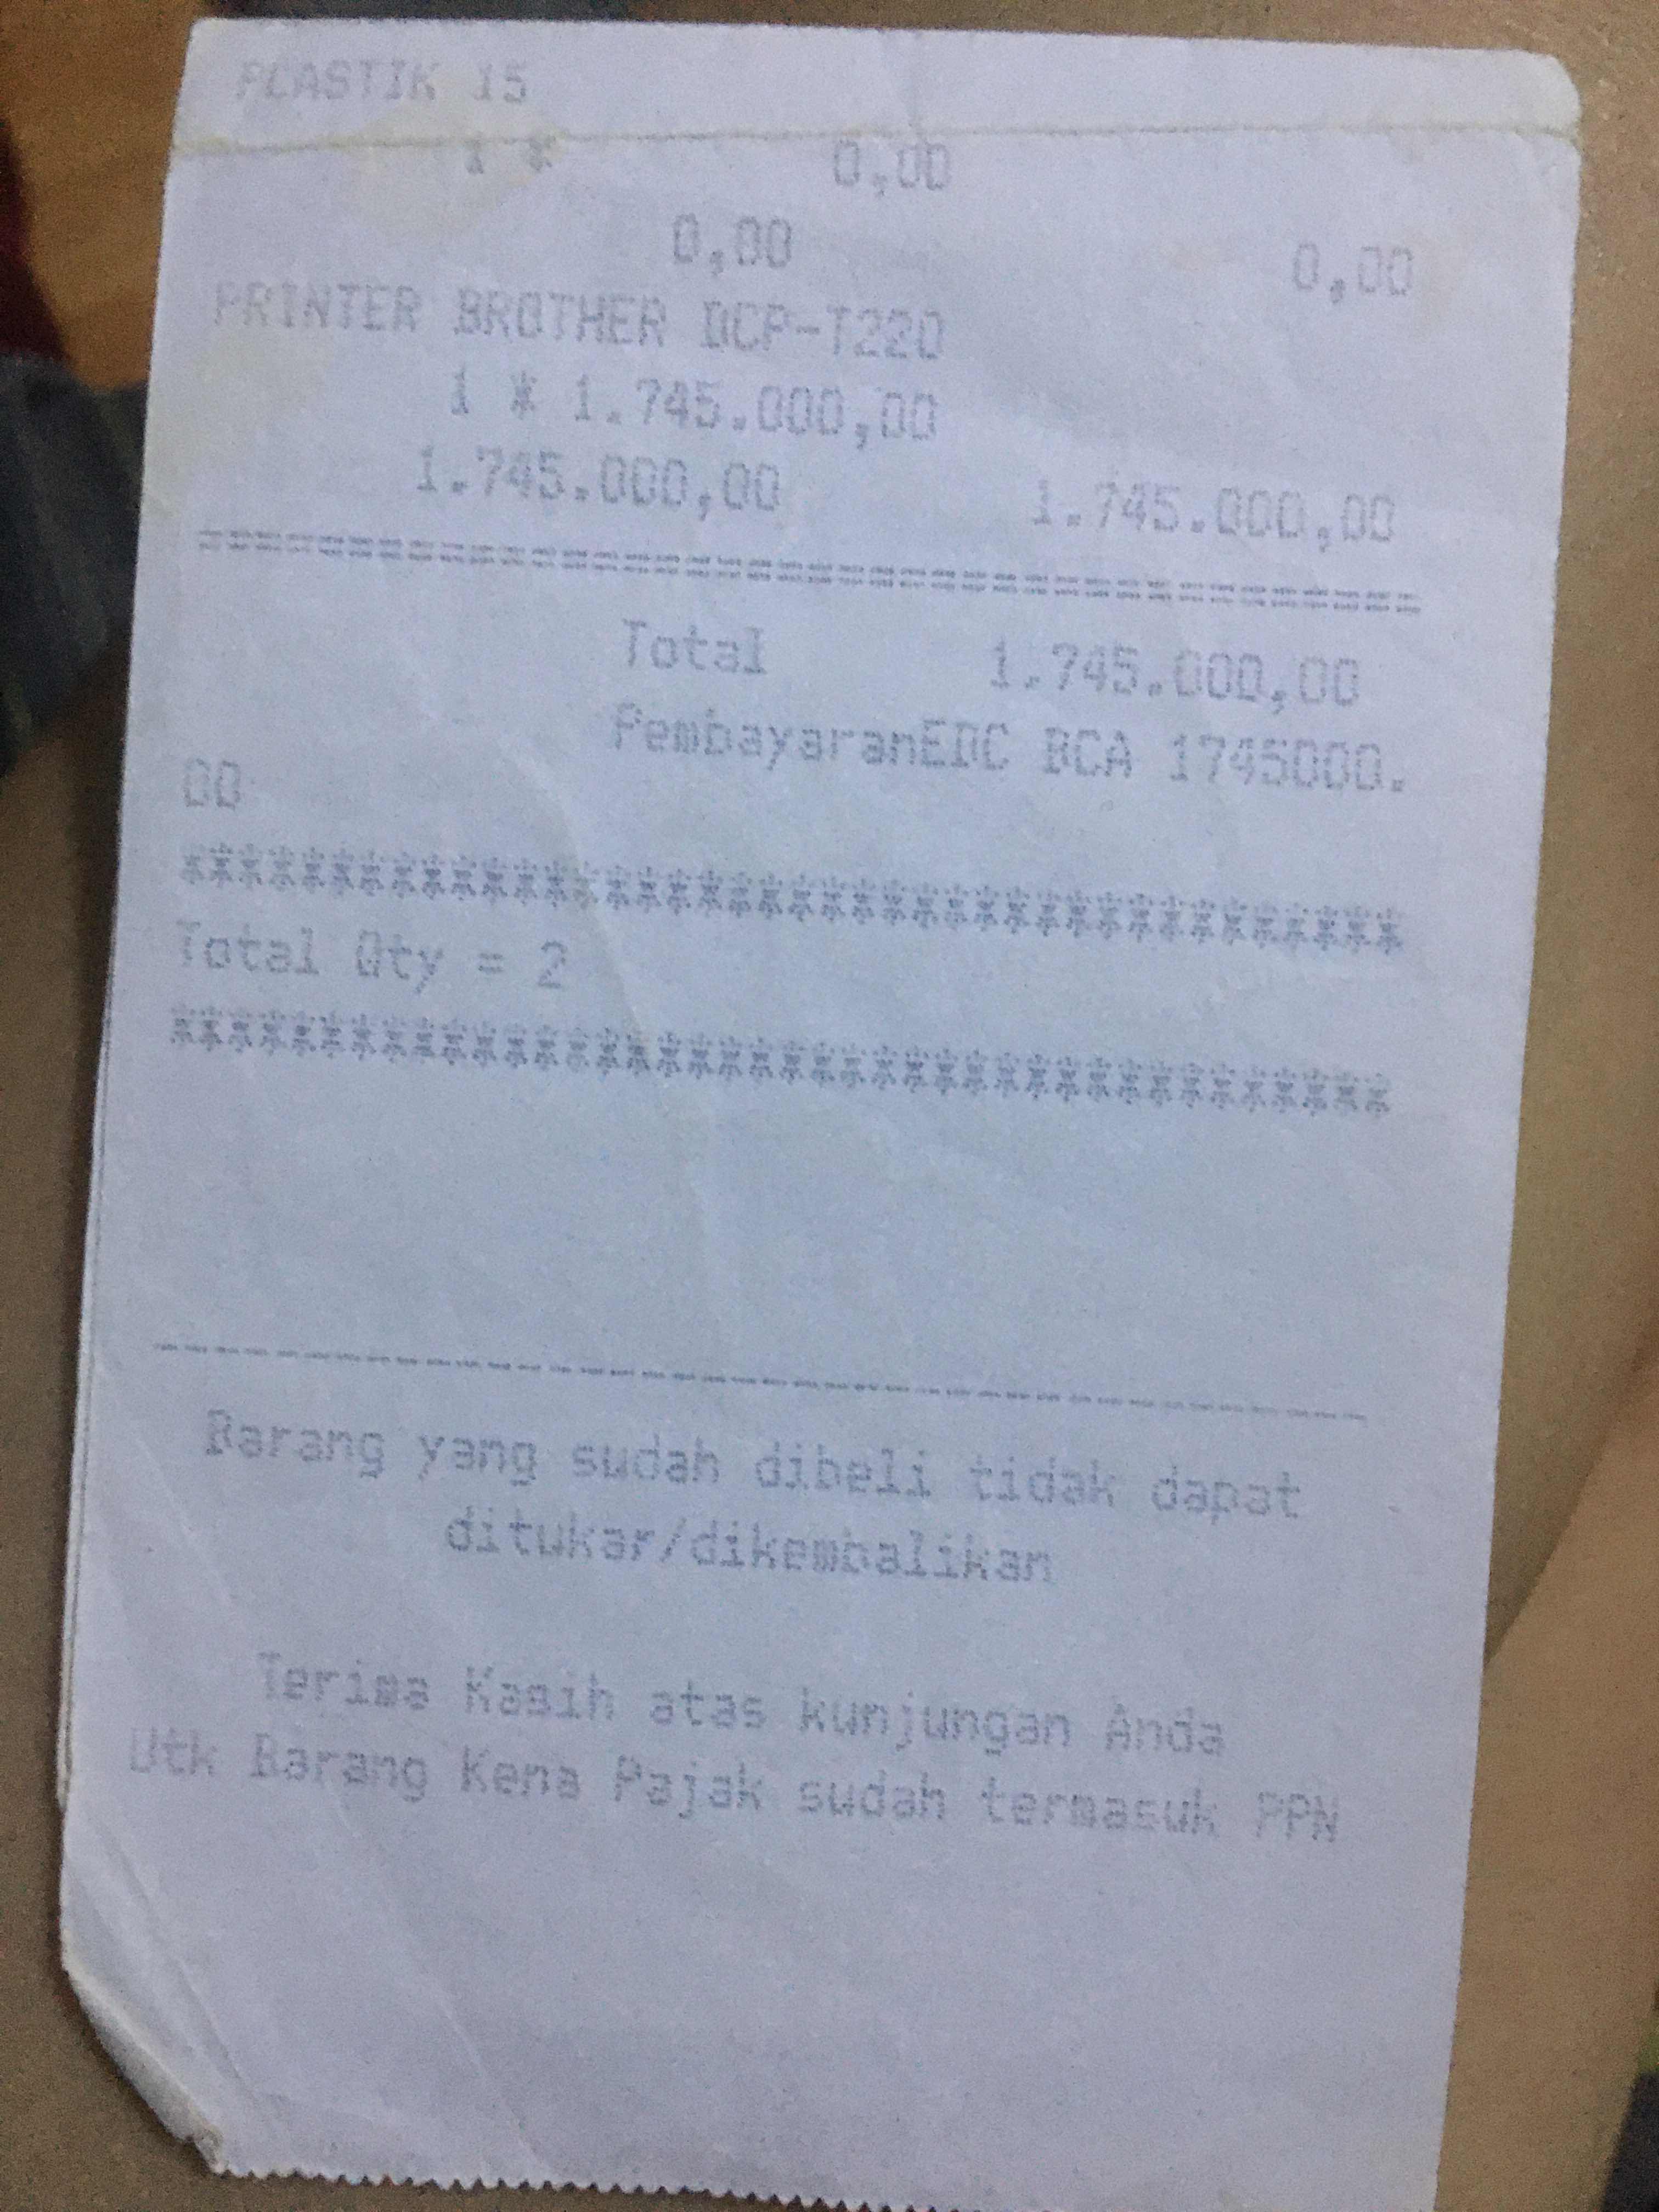 PLASTIK 15
1 * 0,00
0,00 0,00
PRINTER BROTHER DCP-T220
1 * 1.745.000,00
1.745.000,00 1.745.000,00
================================
Total 1.745.000,00
PembayaranEDC BCA 1745000.
00
****************************************
Total Qty = 2
****************************************
----------------------------------------
Barang yang sudah dibeli tidak dapat
ditukar/dikembalikan
Terima Kasih atas kunjungan Anda
Utk Barang Kena Pajak sudah termasuk PPN